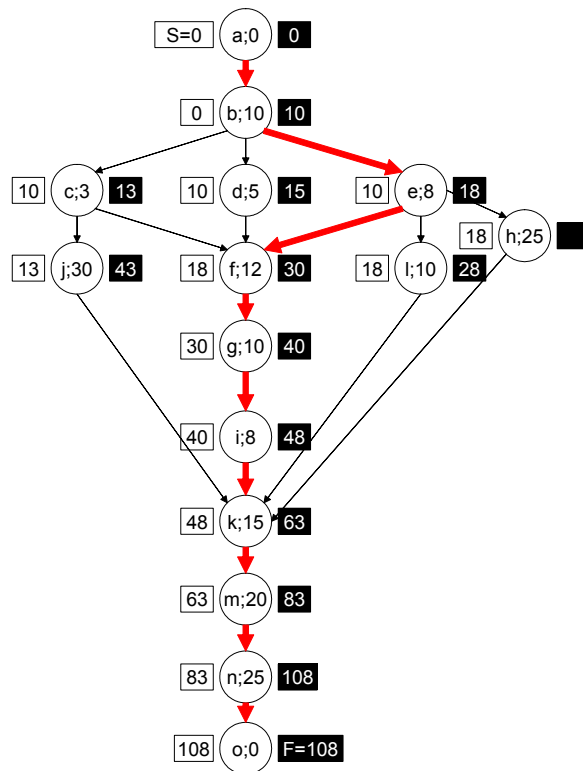 S=0 a;0 0
0 b;10 10
10 c;3 13 10 d;5 15 10 e;8 18
18 h;25
13 j;30 43 18 f;12 30 18 l;10 28
30 g;10 40
40 i;8 48
48 k;15 63
63 m;20 83
83 n;25 108
108 o;0 F=108